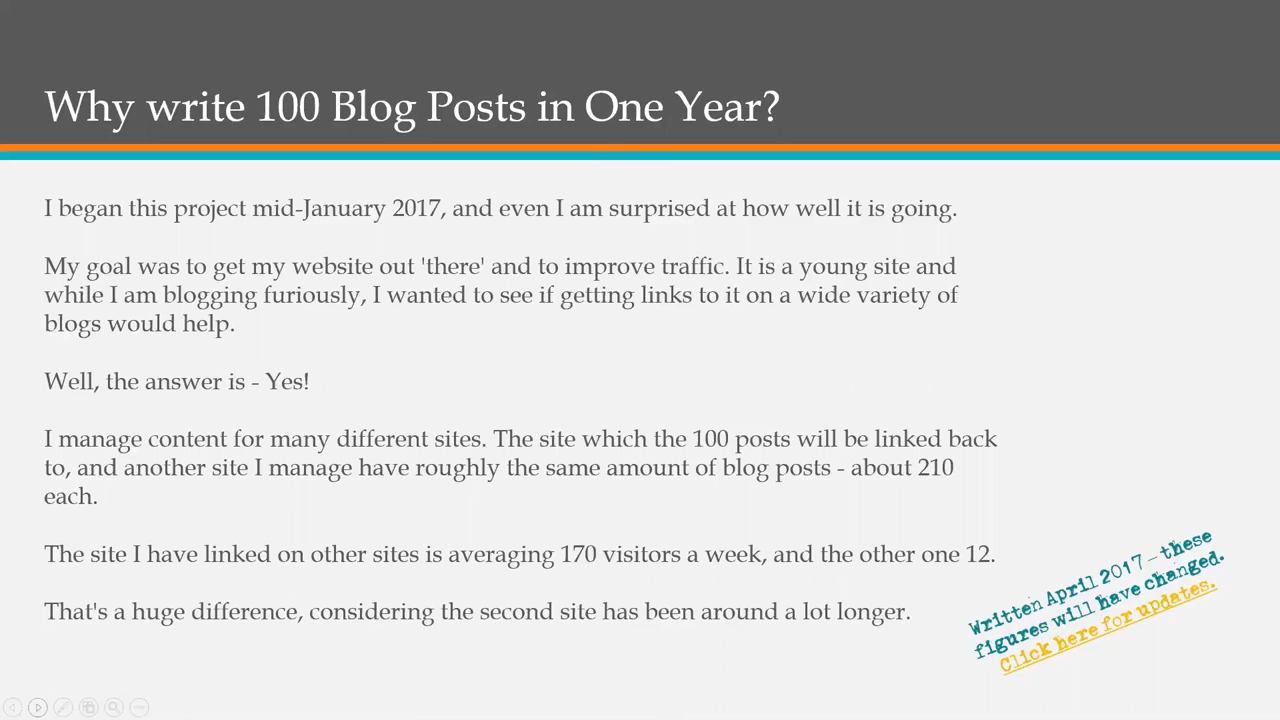 Why write 100 Blog Posts in One Year?
I began this project mid-January 2017, and even I am surprised at how well it is going.
My goal was to get my website out 'there' and to improve traffic. It is a young site and
while I am blogging furiously, I wanted to see if getting links to it on a wide variety of
blogs would help.
Well, the answer is - Yes!
I manage content for many different sites. The site which the 100 posts will be linked back
to, and another site I manage have roughly the same amount of blog posts - about 210
each.
The site I have linked on other sites is averaging 170 visitors a week, and the other one 12.
That's a huge difference, considering the second site has been around a lot longer.
Written April 2017 – these
figures will have changed.
Click here for updates.